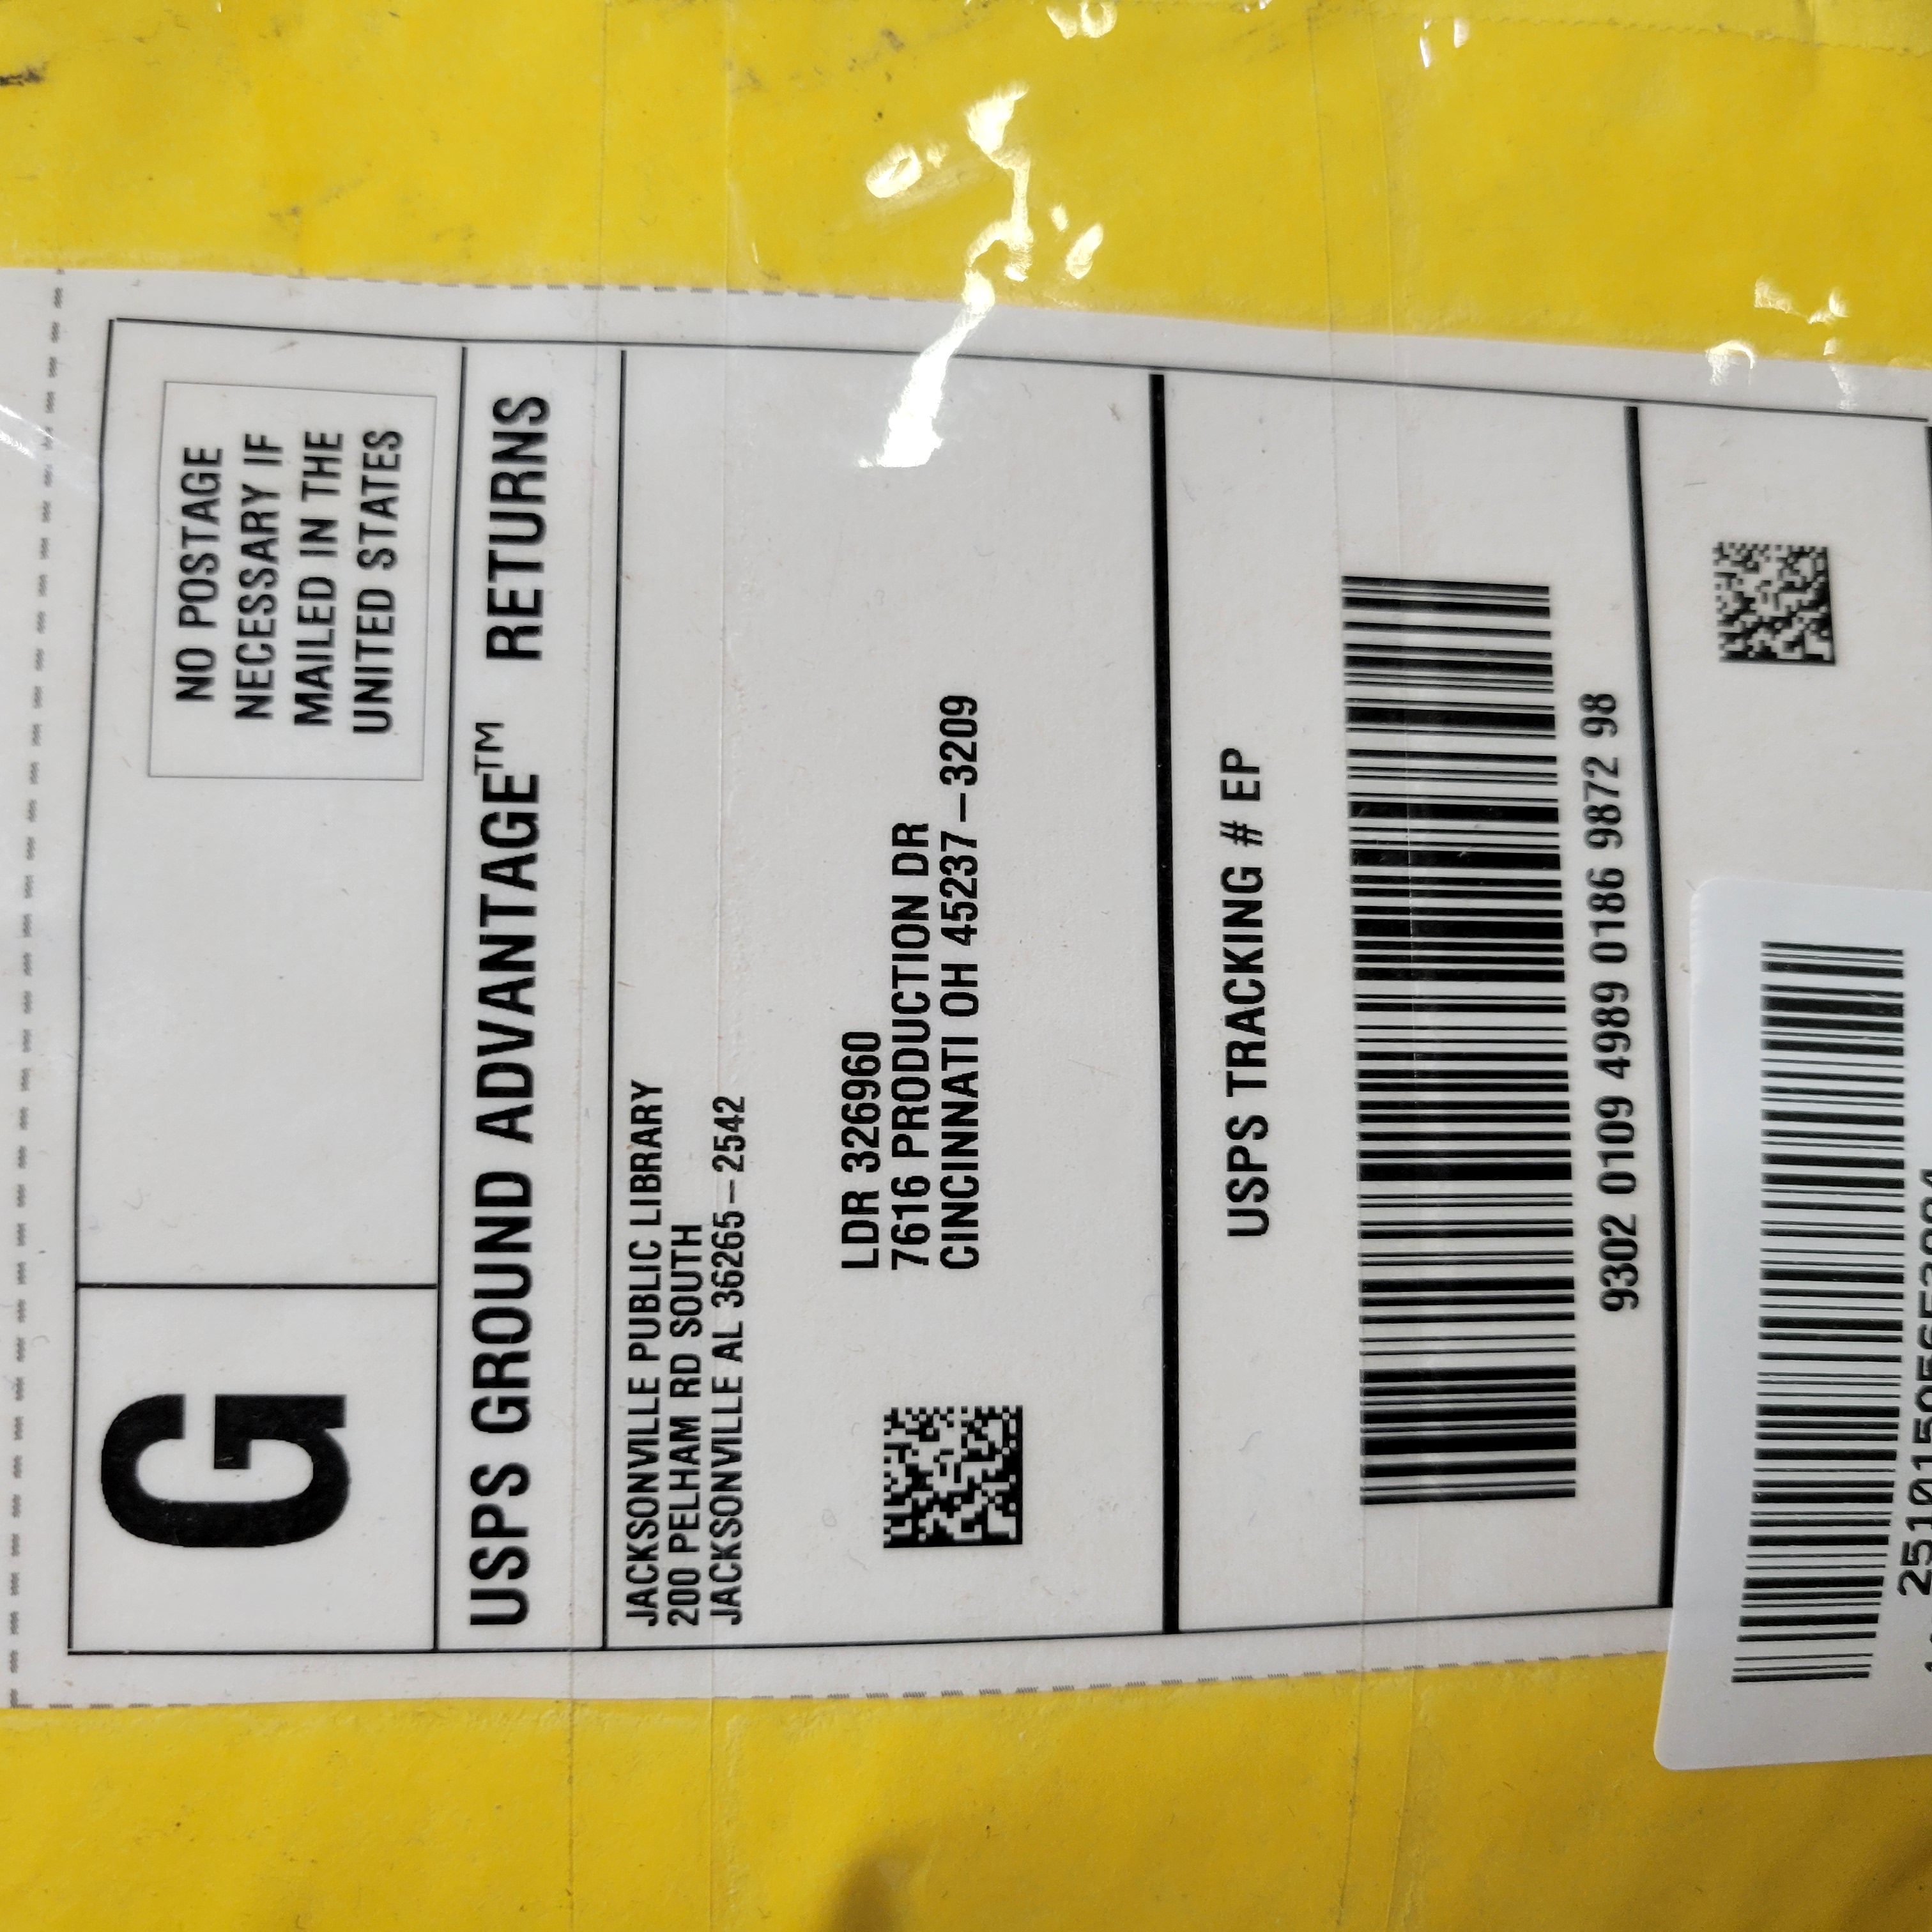 G
NO POSTAGE
NECESSARY IF
MAILED IN THE
UNITED STATES
USPS GROUND ADVANTAGE™ RETURNS
JACKSONVILLE PUBLIC LIBRARY
200 PELHAM RD SOUTH
JACKSONVILLE AL 36265-2542
LDR 326960
7616 PRODUCTION DR
CINCINNATI OH 45237-3209
USPS TRACKING # EP
9302 0109 4989 0186 9872 98